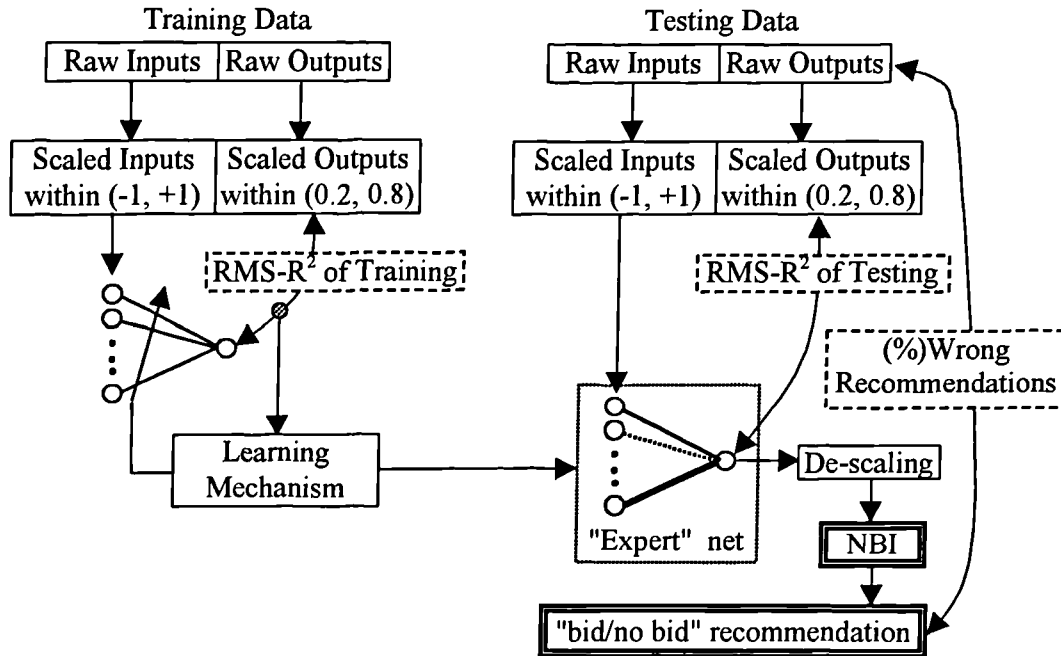 Training Data
Raw Inputs
Raw Outputs
Scaled Inputs
within (-1, +1)
Scaled Outputs
within (0.2, 0.8)
RMS-R² of Training
Learning
Mechanism
Testing Data
Raw Inputs
Raw Outputs
Scaled Inputs
within (-1, +1)
Scaled Outputs
within (0.2, 0.8)
RMS-R² of Testing
(%)Wrong
Recommendations
"Expert" net
De-scaling
NBI
"bid/no bid" recommendation